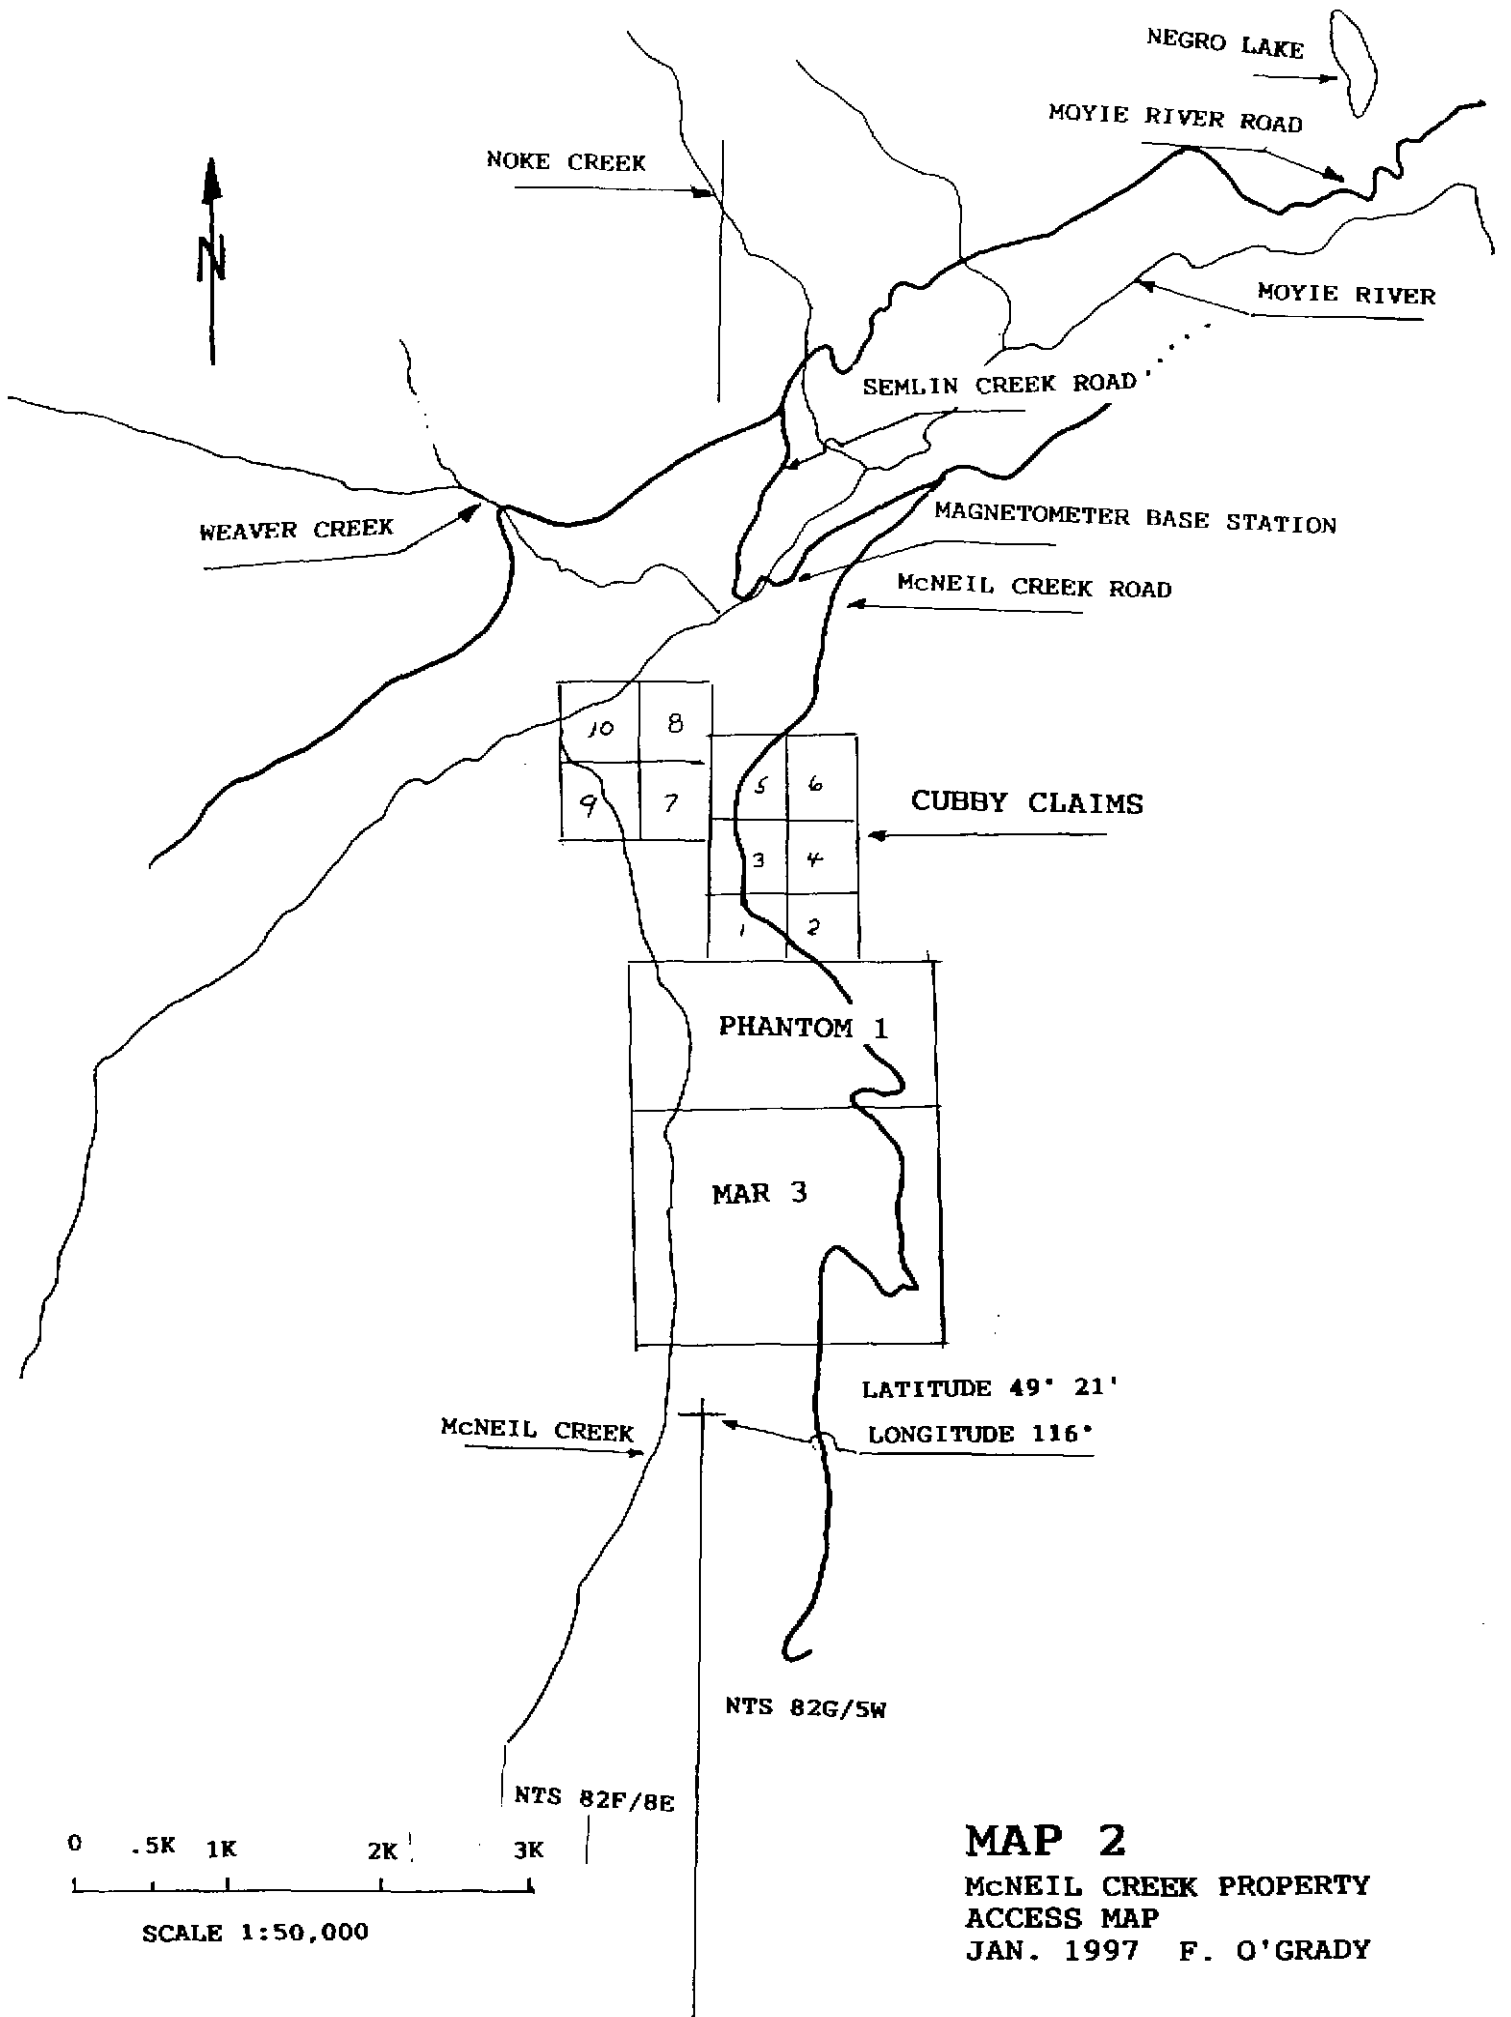 NEGRO LAKE
MOYIE RIVER ROAD
NOKE CREEK
N
MOYIE RIVER
SEMLIN CREEK ROAD
WEAVER CREEK
MAGNETOMETER BASE STATION
McNEIL CREEK ROAD
10 8
5 6
9 7
CUBBY CLAIMS
3 4
1 2
PHANTOM 1
MAR 3
LATITUDE 49° 21'
McNEIL CREEK
LONGITUDE 116°
NTS 82G/5W
NTS 82F/8E
0 .5K 1K 2K 3K
SCALE 1:50,000
MAP 2
McNEIL CREEK PROPERTY
ACCESS MAP
JAN. 1997 F. O'GRADY